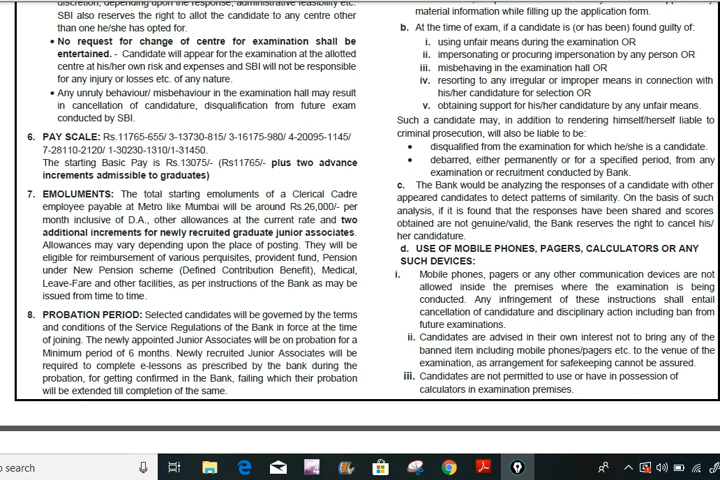 discretion, depending upon the response, administrative feasibility etc.
SBI also reserves the right to allot the candidate to any centre other
than one he/she has opted for.
• No request for change of centre for examination shall be
entertained. - Candidate will appear for the examination at the allotted
centre at his/her own risk and expenses and SBI will not be responsible
for any injury or losses etc. of any nature.
• Any unruly behaviour/ misbehaviour in the examination hall may result
in cancellation of candidature, disqualification from future exam
conducted by SBI.
6. PAY SCALE: Rs.11765-655/ 3-13730-815/ 3-16175-980/ 4-20095-1145/
7-28110-2120/ 1-30230-1310/1-31450.
The starting Basic Pay is Rs.13075/- (Rs11765/- plus two advance
increments admissible to graduates)
7. EMOLUMENTS: The total starting emoluments of a Clerical Cadre
employee payable at Metro like Mumbai will be around Rs.26,000/- per
month inclusive of D.A., other allowances at the current rate and two
additional increments for newly recruited graduate junior associates.
Allowances may vary depending upon the place of posting. They will be
eligible for reimbursement of various perquisites, provident fund, Pension
under New Pension scheme (Defined Contribution Benefit), Medical,
Leave-Fare and other facilities, as per instructions of the Bank as may be
issued from time to time.
8. PROBATION PERIOD: Selected candidates will be governed by the terms
and conditions of the Service Regulations of the Bank in force at the time
of joining. The newly appointed Junior Associates will be on probation for a
Minimum period of 6 months. Newly recruited Junior Associates will be
required to complete e-lessons as prescribed by the bank during the
probation, for getting confirmed in the Bank, failing which their probation
will be extended till completion of the same.
material information while filling up the application form.
b. At the time of exam, if a candidate is (or has been) found guilty of:
i. using unfair means during the examination OR
ii. impersonating or procuring impersonation by any person OR
iii. misbehaving in the examination hall OR
iv. resorting to any irregular or improper means in connection with
his/her candidature for selection OR
v. obtaining support for his/her candidature by any unfair means.
Such a candidate may, in addition to rendering himself/herself liable to
criminal prosecution, will also be liable to be:
• disqualified from the examination for which he/she is a candidate.
• debarred, either permanently or for a specified period, from any
examination or recruitment conducted by Bank.
c. The Bank would be analyzing the responses of a candidate with other
appeared candidates to detect patterns of similarity. On the basis of such
analysis, if it is found that the responses have been shared and scores
obtained are not genuine/valid, the Bank reserves the right to cancel his/
her candidature.
d. USE OF MOBILE PHONES, PAGERS, CALCULATORS OR ANY
SUCH DEVICES:
i. Mobile phones, pagers or any other communication devices are not
allowed inside the premises where the examination is being
conducted. Any infringement of these instructions shall entail
cancellation of candidature and disciplinary action including ban from
future examinations.
ii. Candidates are advised in their own interest not to bring any of the
banned item including mobile phones/pagers etc. to the venue of the
examination, as arrangement for safekeeping cannot be assured.
iii. Candidates are not permitted to use or have in possession of
calculators in examination premises.
o search